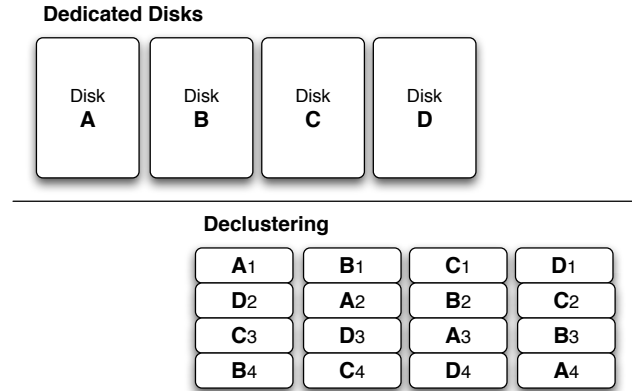 Dedicated Disks
Disk Disk Disk Disk
A B C D
Declustering
A1 B1 C1 D1
D2 A2 B2 C2
C3 D3 A3 B3
B4 C4 D4 A4